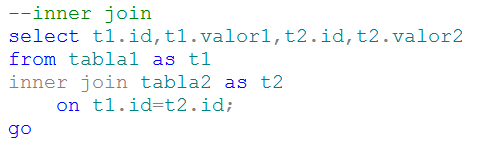 --inner join
select t1.id,t1.valor1,t2.id,t2.valor2
from tabla1 as t1
inner join tabla2 as t2
    on t1.id=t2.id;
go